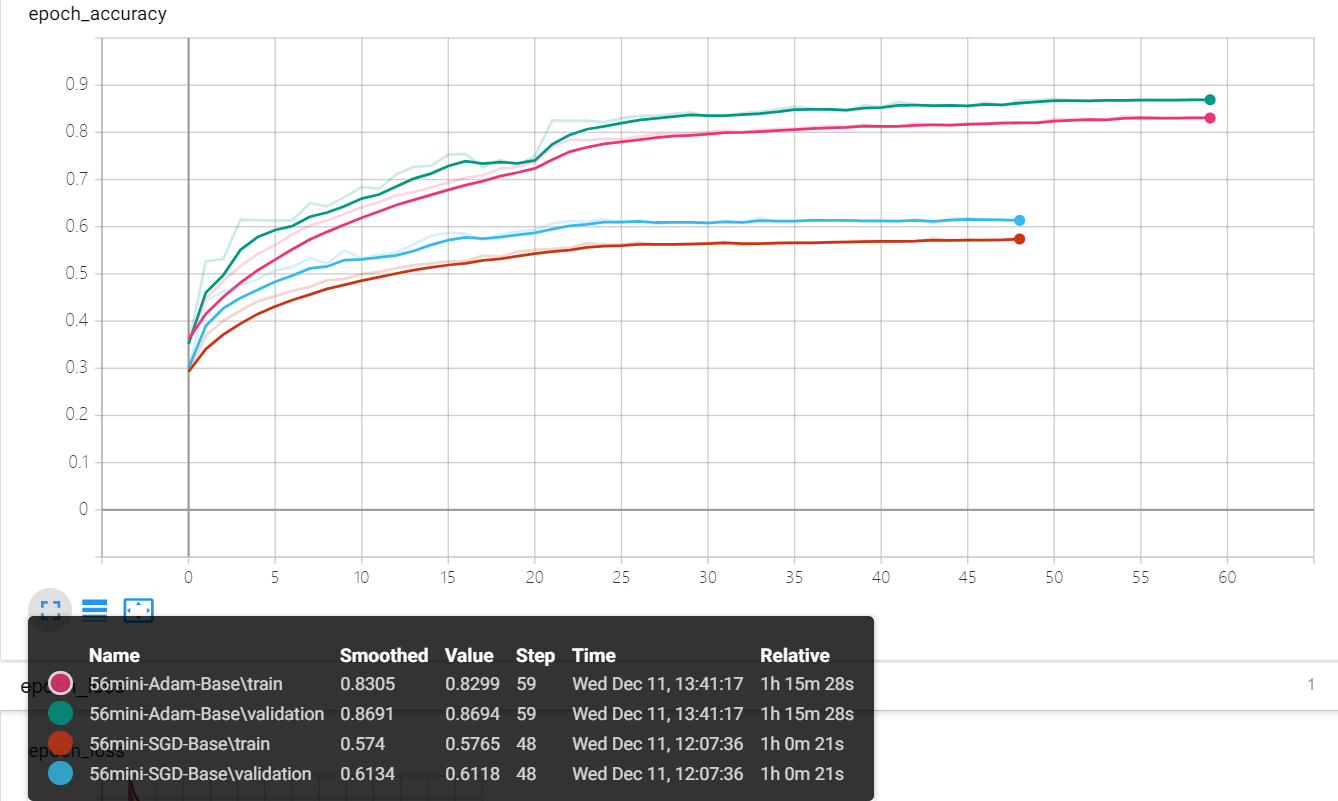 epoch_accuracy
0.9
0.8
0.7
0.6
0.5
0.4
0.3
0.2
0.1
0
0 5 10 15 20 25 30 35 40 45 50 55 60
Name Smoothed Value Step Time Relative
56mini-Adam-Base\train 0.8305 0.8299 59 Wed Dec 11, 13:41:17 1h 15m 28s
epoch_loss 1
56mini-Adam-Base\validation 0.8691 0.8694 59 Wed Dec 11, 13:41:17 1h 15m 28s
56mini-SGD-Base\train 0.574 0.5765 48 Wed Dec 11, 12:07:36 1h 0m 21s
epoch_loss
56mini-SGD-Base\validation 0.6134 0.6118 48 Wed Dec 11, 12:07:36 1h 0m 21s